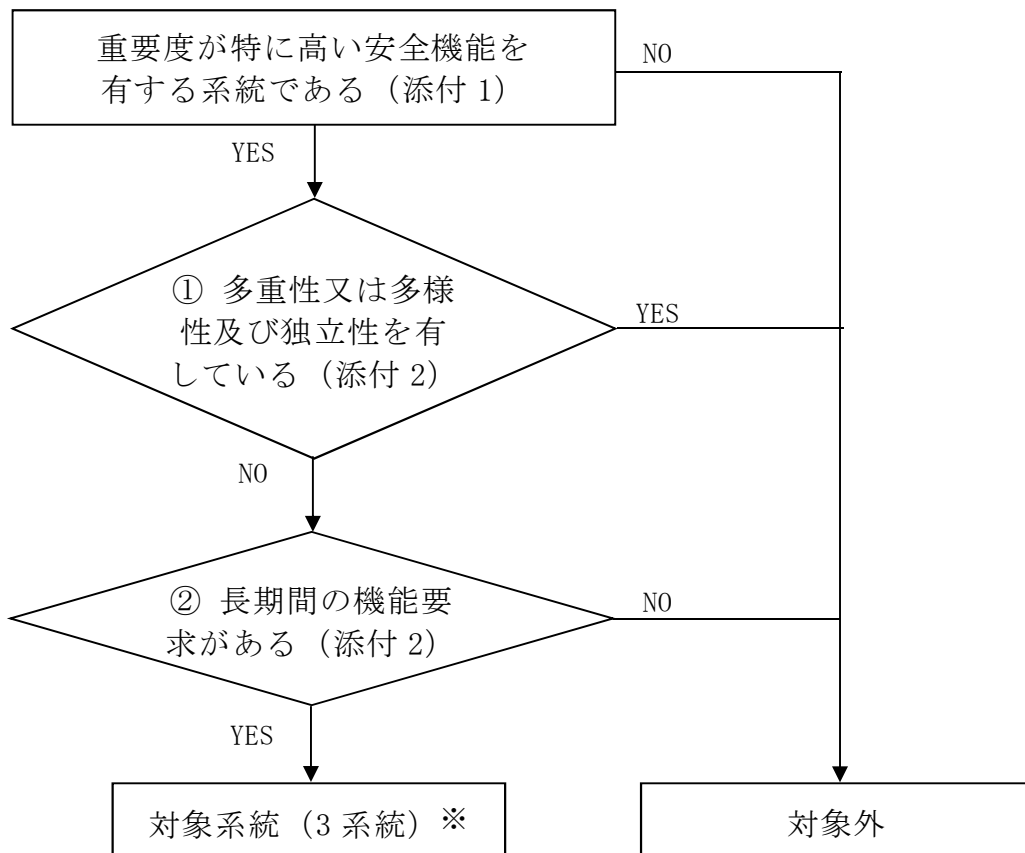 重要度が特に高い安全機能を
有する系統である（添付1）
NO
YES
① 多重性又は多様
性及び独立性を有
している（添付2）
YES
NO
② 長期間の機能要
求がある（添付2）
NO
YES
対象系統（3系統）※
対象外